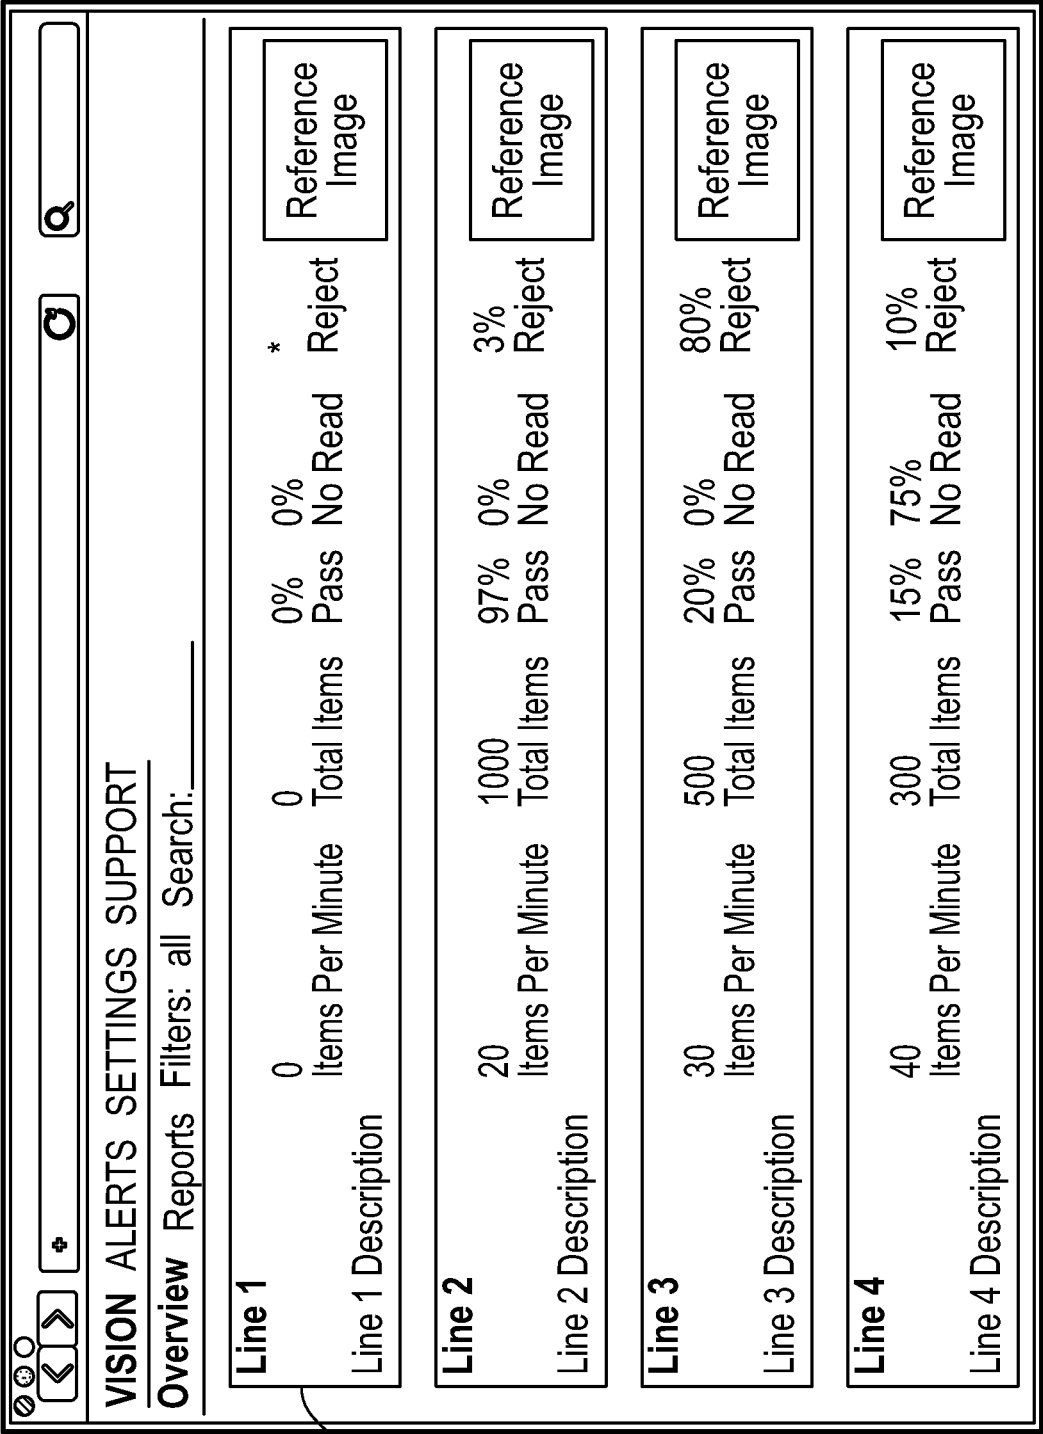 VISION ALERTS SETTINGS SUPPORT
Overview Reports Filters: all Search:
Line 1
0 0 0% 0% *
Items Per Minute Total Items Pass No Read Reject
Line 1 Description
Reference
Image
Line 2
20 1000 97% 0% 3%
Items Per Minute Total Items Pass No Read Reject
Line 2 Description
Reference
Image
Line 3
30 500 20% 0% 80%
Items Per Minute Total Items Pass No Read Reject
Line 3 Description
Reference
Image
Line 4
40 300 15% 75% 10%
Items Per Minute Total Items Pass No Read Reject
Line 4 Description
Reference
Image